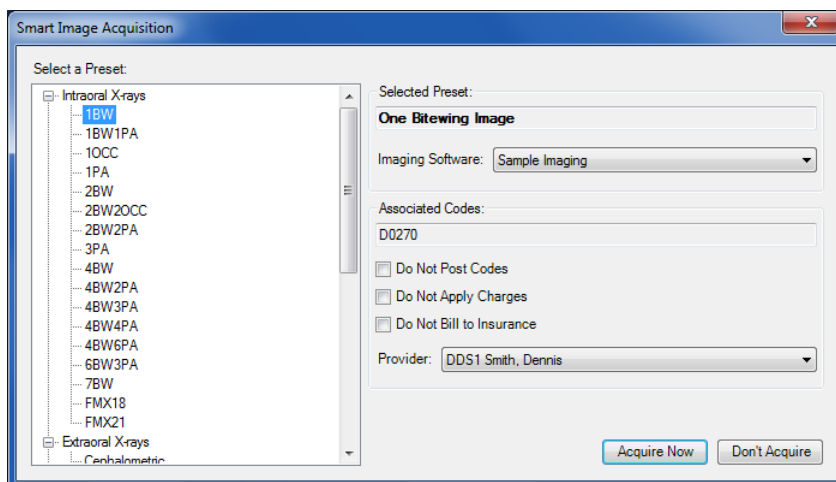 Smart Image Acquisition
Select a Preset:
Intraoral X-rays
1BW
1BW1PA
1OCC
1PA
2BW
2BW2OCC
2BW2PA
3PA
4BW
4BW2PA
4BW3PA
4BW4PA
4BW6PA
6BW3PA
7BW
FMX18
FMX21
Extraoral X-rays
Cephalometric
Selected Preset:
One Bitewing Image
Imaging Software: Sample Imaging
Associated Codes:
D0270
Do Not Post Codes
Do Not Apply Charges
Do Not Bill to Insurance
Provider: DDS1 Smith, Dennis
Acquire Now Don't Acquire